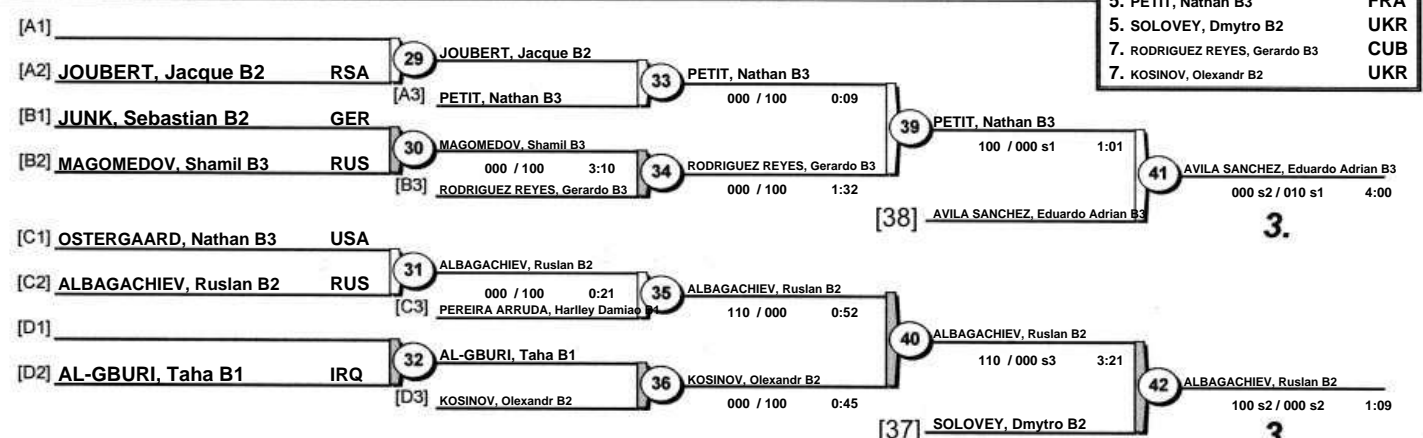 5. PETIT, Nathan B3 FRA
5. SOLOVEY, Dmytro B2 UKR
7. RODRIGUEZ REYES, Gerardo B3 CUB
7. KOSINOV, Olexandr B2 UKR
[A1]
[A2] JOUBERT, Jacque B2 RSA
29
JOUBERT, Jacque B2
[A3] PETIT, Nathan B3
33
PETIT, Nathan B3
000 / 100 0:09
[B1] JUNK, Sebastian B2 GER
[B2] MAGOMEDOV, Shamil B3 RUS
30
MAGOMEDOV, Shamil B3
000 / 100 3:10
[B3] RODRIGUEZ REYES, Gerardo B3
34
RODRIGUEZ REYES, Gerardo B3
000 / 100 1:32
39
PETIT, Nathan B3
100 / 000 s1 1:01
[38] AVILA SANCHEZ, Eduardo Adrian B3
41
AVILA SANCHEZ, Eduardo Adrian B3
000 s2 / 010 s1 4:00
3.
[C1] OSTERGAARD, Nathan B3 USA
[C2] ALBAGACHIEV, Ruslan B2 RUS
31
ALBAGACHIEV, Ruslan B2
000 / 100 0:21
[C3] PEREIRA ARRUDA, Harlley Damiao
35
ALBAGACHIEV, Ruslan B2
110 / 000 0:52
[D1]
[D2] AL-GBURI, Taha B1 IRQ
32
AL-GBURI, Taha B1
[D3] KOSINOV, Olexandr B2
36
KOSINOV, Olexandr B2
000 / 100 0:45
40
ALBAGACHIEV, Ruslan B2
110 / 000 s3 3:21
[37] SOLOVEY, Dmytro B2
42
ALBAGACHIEV, Ruslan B2
100 s2 / 000 s2 1:09
3